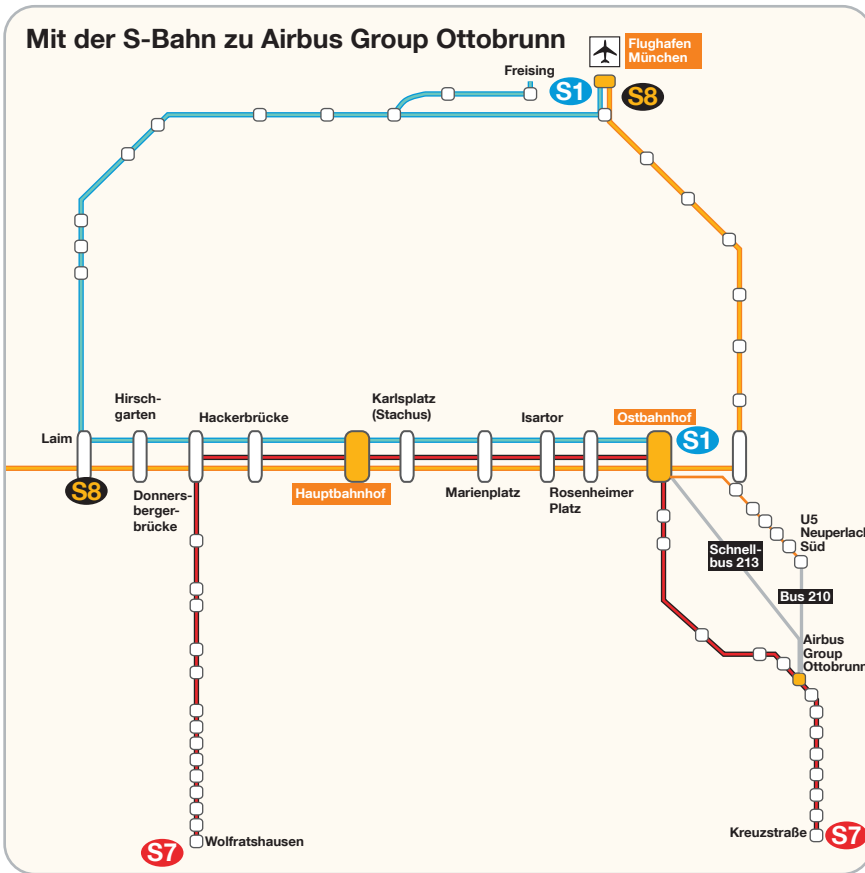 Mit der S-Bahn zu Airbus Group Ottobrunn
Flughafen
München
Freising
S1
S8
Hirsch-
garten
Hackerbrücke
Karlsplatz
(Stachus)
Isartor
Ostbahnhof
Laim
S1
S8
Donners-
berger-
brücke
Hauptbahnhof
Marienplatz
Rosenheimer
Platz
U5
Neuperlach
Süd
Schnell-
bus 213
Bus 210
Airbus
Group
Ottobrunn
Kreuzstraße
S7
Wolfratshausen
S7